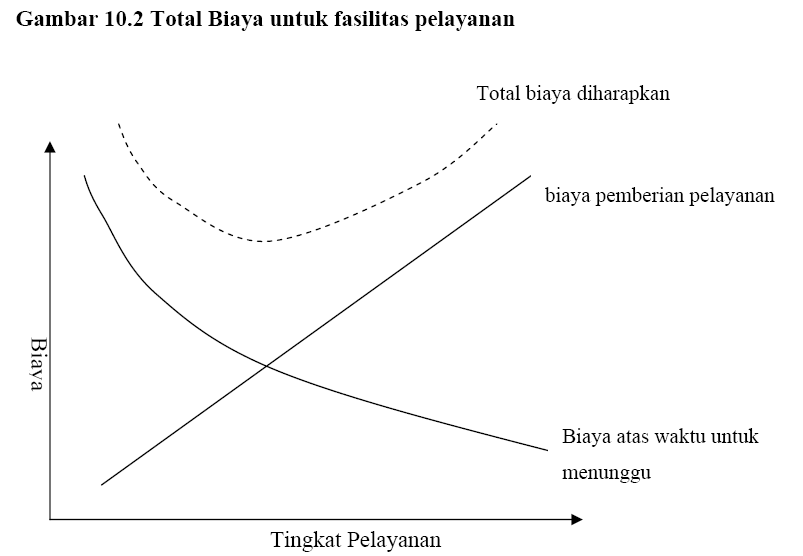 Gambar 10.2 Total Biaya untuk fasilitas pelayanan
Total biaya diharapkan
biaya pemberian pelayanan
Biaya
Biaya atas waktu untuk
menunggu
Tingkat Pelayanan